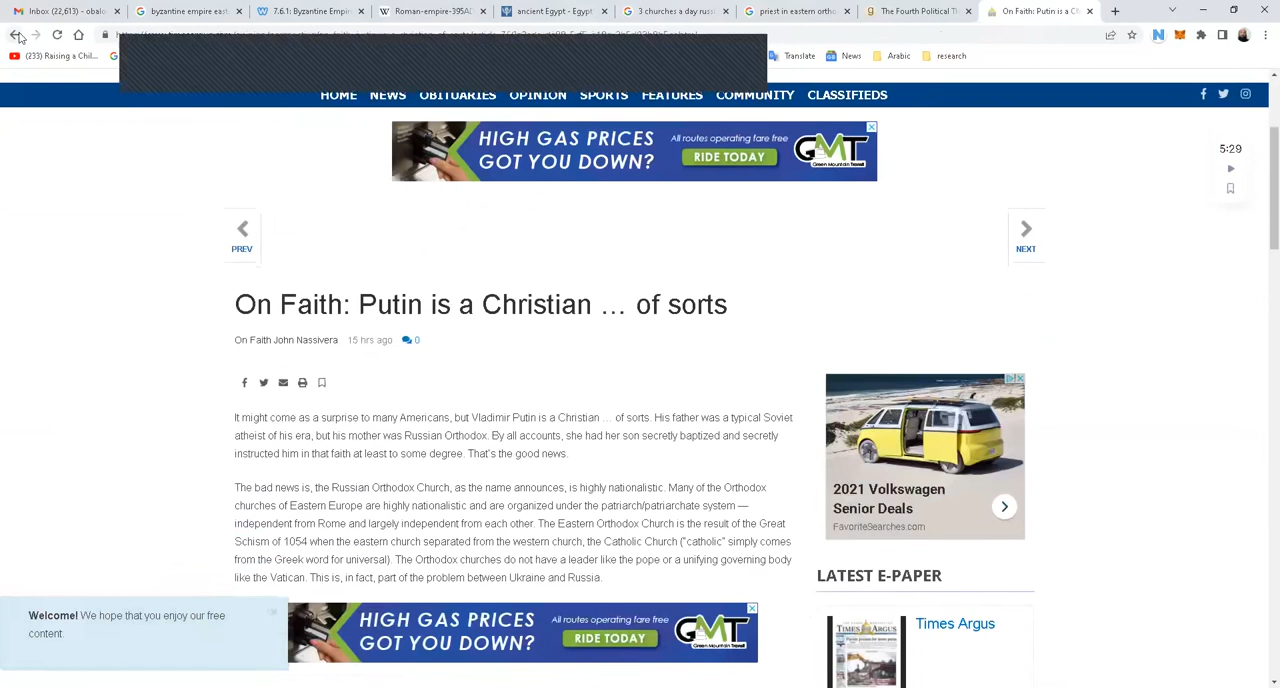 Inbox (22,613) - obalo
byzantine empire east
7.6.1: Byzantine Empir
Roman-empire-395AD
ancient Egypt - Egypt
3 churches a day russi
priest in eastern ortho
The Fourth Political Th
On Faith: Putin is a Ch
(233) Raising a Chil...
Translate
News
Arabic
research
HOME NEWS OBITUARIES OPINION SPORTS FEATURES COMMUNITY CLASSIFIEDS
HIGH GAS PRICES
GOT YOU DOWN?
All routes operating fare free
RIDE TODAY
GMT
Green Mountain Transit
5:29
PREV
NEXT
On Faith: Putin is a Christian … of sorts
On Faith John Nassivera 15 hrs ago 0
It might come as a surprise to many Americans, but Vladimir Putin is a Christian … of sorts. His father was a typical Soviet
atheist of his era, but his mother was Russian Orthodox. By all accounts, she had her son secretly baptized and secretly
instructed him in that faith at least to some degree. That's the good news.
The bad news is, the Russian Orthodox Church, as the name announces, is highly nationalistic. Many of the Orthodox
churches of Eastern Europe are highly nationalistic and are organized under the patriarch/patriarchate system —
independent from Rome and largely independent from each other. The Eastern Orthodox Church is the result of the Great
Schism of 1054 when the eastern church separated from the western church, the Catholic Church ("catholic" simply comes
from the Greek word for universal). The Orthodox churches do not have a leader like the pope or a unifying governing body
like the Vatican. This is, in fact, part of the problem between Ukraine and Russia.
2021 Volkswagen
Senior Deals
FavoriteSearches.com
LATEST E-PAPER
Times Argus
TIMES ARGUS
Welcome! We hope that you enjoy our free
content.
HIGH GAS PRICES
GOT YOU DOWN?
All routes operating fare free
RIDE TODAY
GMT
Green Mountain Transit